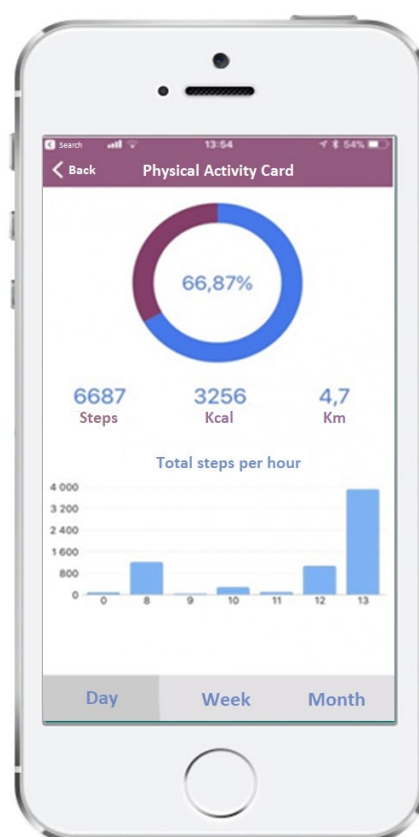 Search 13:54 54%
Back Physical Activity Card
66,87%
6687 3256 4,7
Steps Kcal Km
Total steps per hour
4 000
3 200
2 400
1 600
800
0
0 8 9 10 11 12 13
Day Week Month